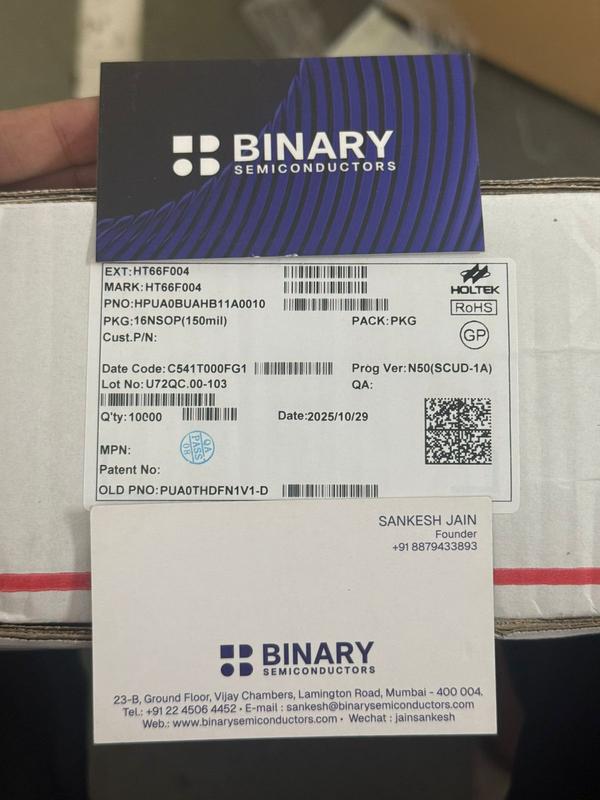 BINARY
SEMICONDUCTORS
EXT:HT66F004
MARK:HT66F004
PNO:HPUA0BUAHB11A0010
HOLTEK
RoHS
PKG:16NSOP(150mil) PACK:PKG
GP
Cust.P/N:
Date Code:C541T000FG1 Prog Ver:N50(SCUD-1A)
Lot No:U72QC.00-103 QA:
Q'ty:10000 Date:2025/10/29
QA
PASS
08
MPN:
Patent No:
OLD PNO:PUA0THDFN1V1-D
SANKESH JAIN
Founder
+91 8879433893
BINARY
SEMICONDUCTORS
23-B, Ground Floor, Vijay Chambers, Lamington Road, Mumbai - 400 004.
Tel.: +91 22 4506 4452 • E-mail : sankesh@binarysemiconductors.com
Web.: www.binarysemiconductors.com • Wechat : jainsankesh